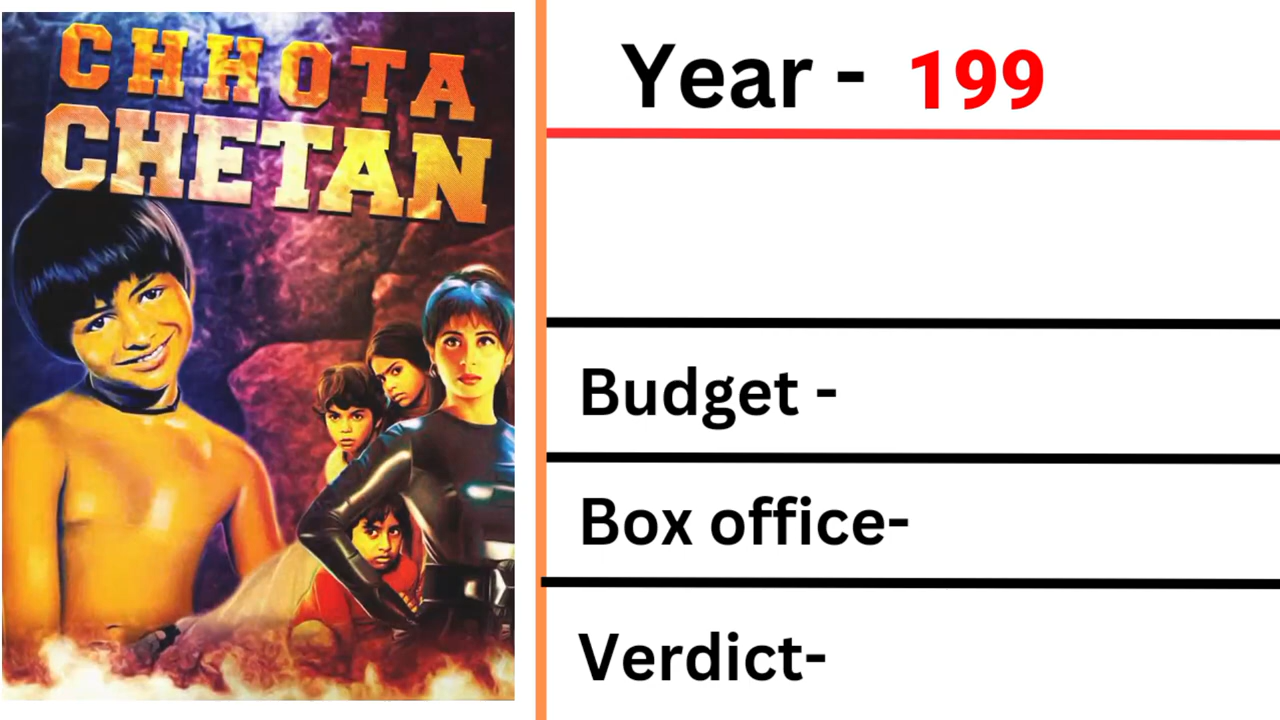 CHHOTA
CHETAN
Year - 199
Budget -
Box office-
Verdict-